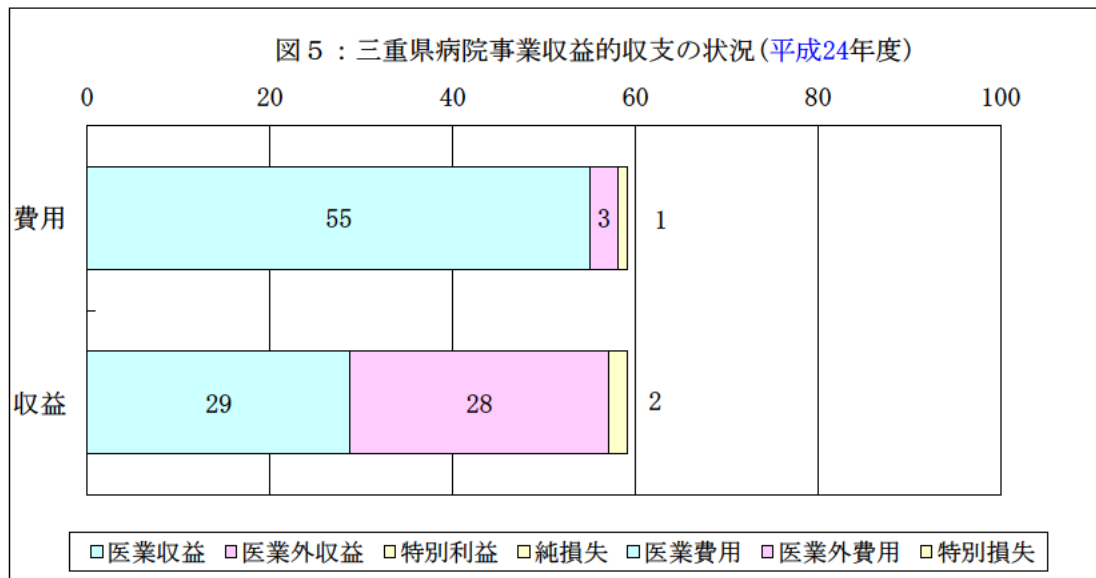 図5：三重県病院事業収益的収支の状況(平成24年度)
0 20 40 60 80 100
費用 55 3 1
収益 29 28 2
医業収益 医業外収益 特別利益 純損失 医業費用 医業外費用 特別損失